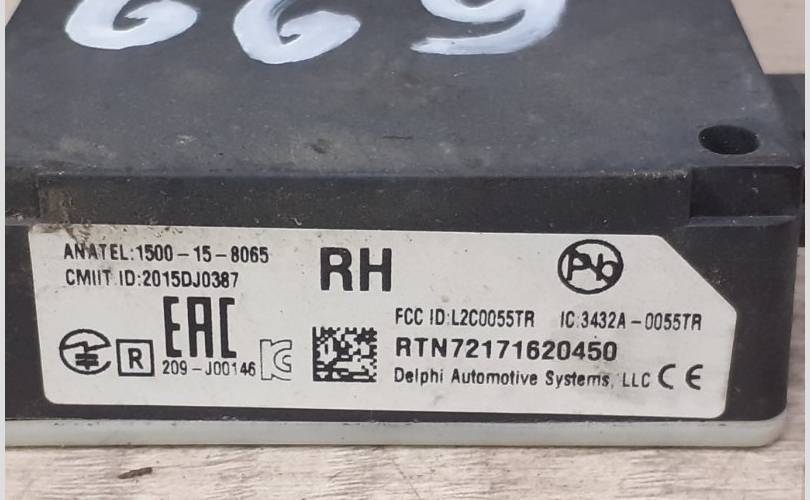 669
ANATEL:1500-15-8065
CMIIT ID:2015DJ0387
RH
Pb
FCC ID:L2C0055TR IC:3432A-0055TR
EAC
R
209-J00146
RTN72171620450
Delphi Automotive Systems, LLC CE